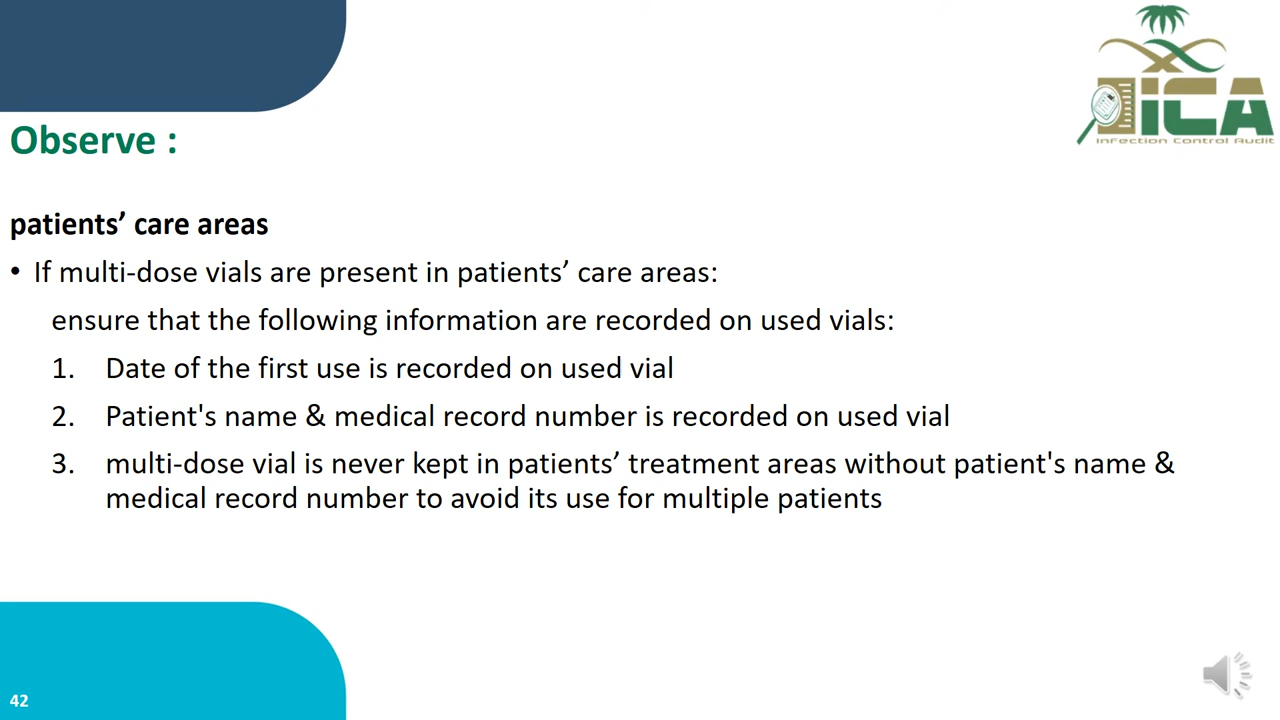 iCA
Infection Control Audit
Observe :
patients’ care areas
• If multi-dose vials are present in patients’ care areas:
ensure that the following information are recorded on used vials:
1. Date of the first use is recorded on used vial
2. Patient's name & medical record number is recorded on used vial
3. multi-dose vial is never kept in patients’ treatment areas without patient's name &
medical record number to avoid its use for multiple patients
42